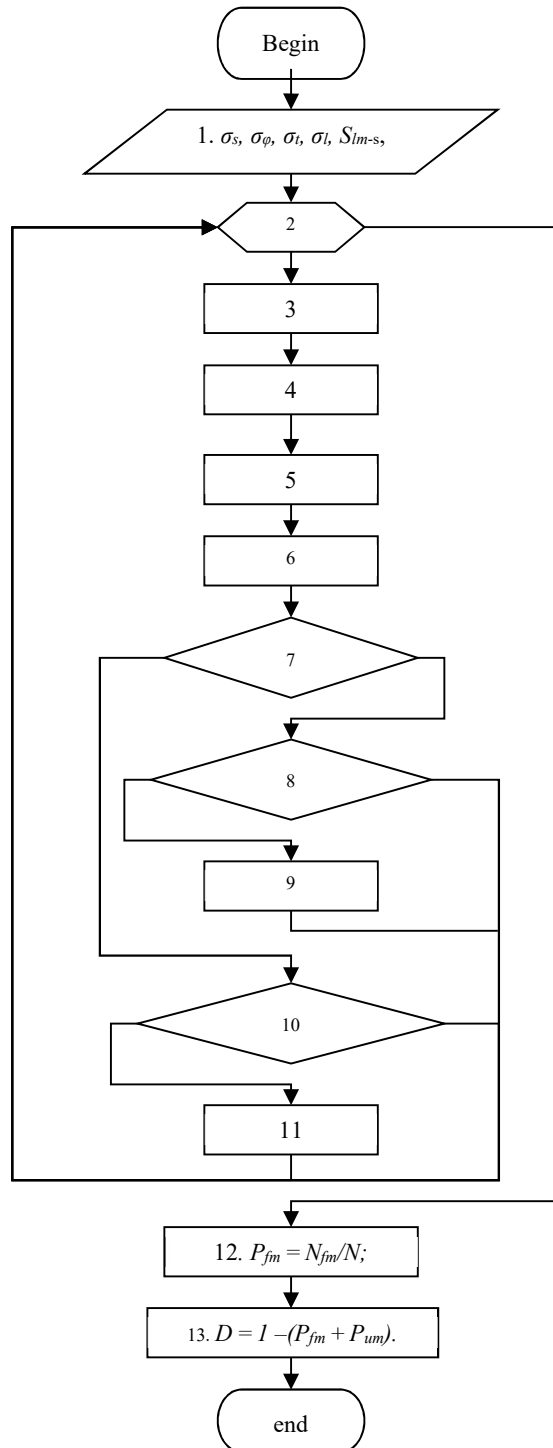 Begin
1. σs, σφ, σt, σl, Slm-s,
2
3
4
5
6
7
8
9
10
11
12. Pfm = Nfm/N;
13. D = 1 –(Pfm + Pum).
end